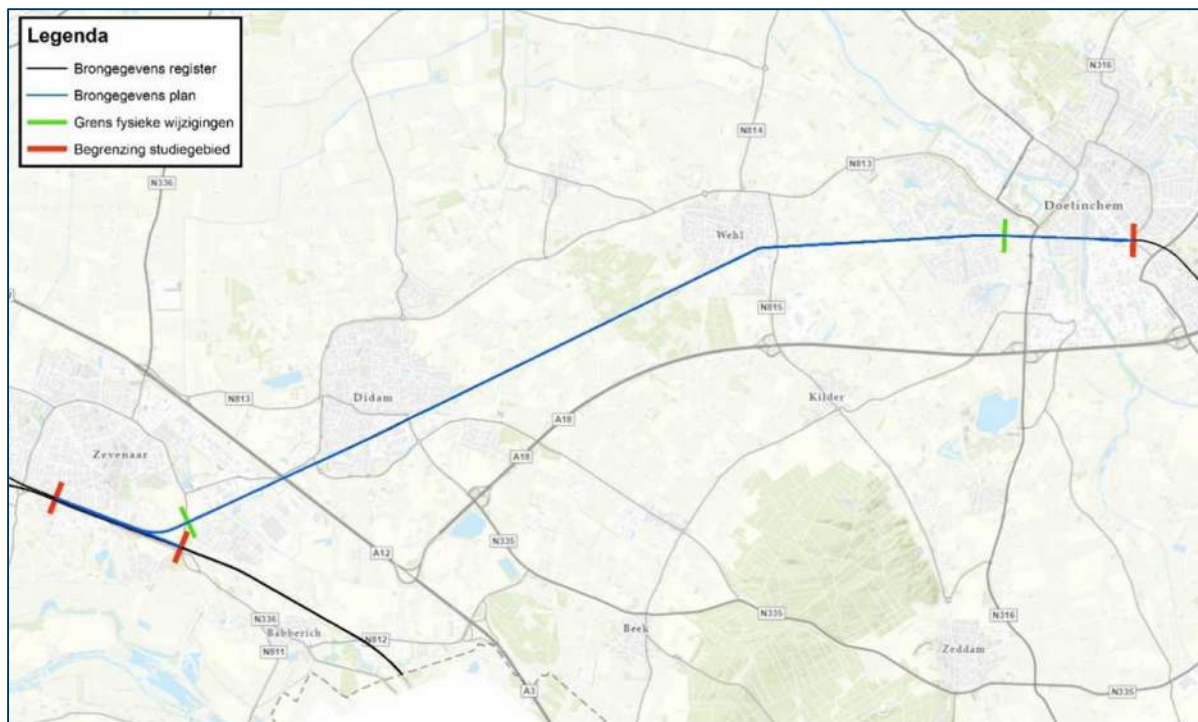 Legenda
Brongegevens register
Brongegevens plan
Grens fysieke wijzigingen
Begrenzing studiegebied
N316
N336
N814
N813
Doetinchem
Wehl
N815
N813
Didam
Kilder
A18
Zevenaar
A18
N335
A12
N335
N316
N336
Babberich
N812
Beek
N811
Zeddam
A3
N335